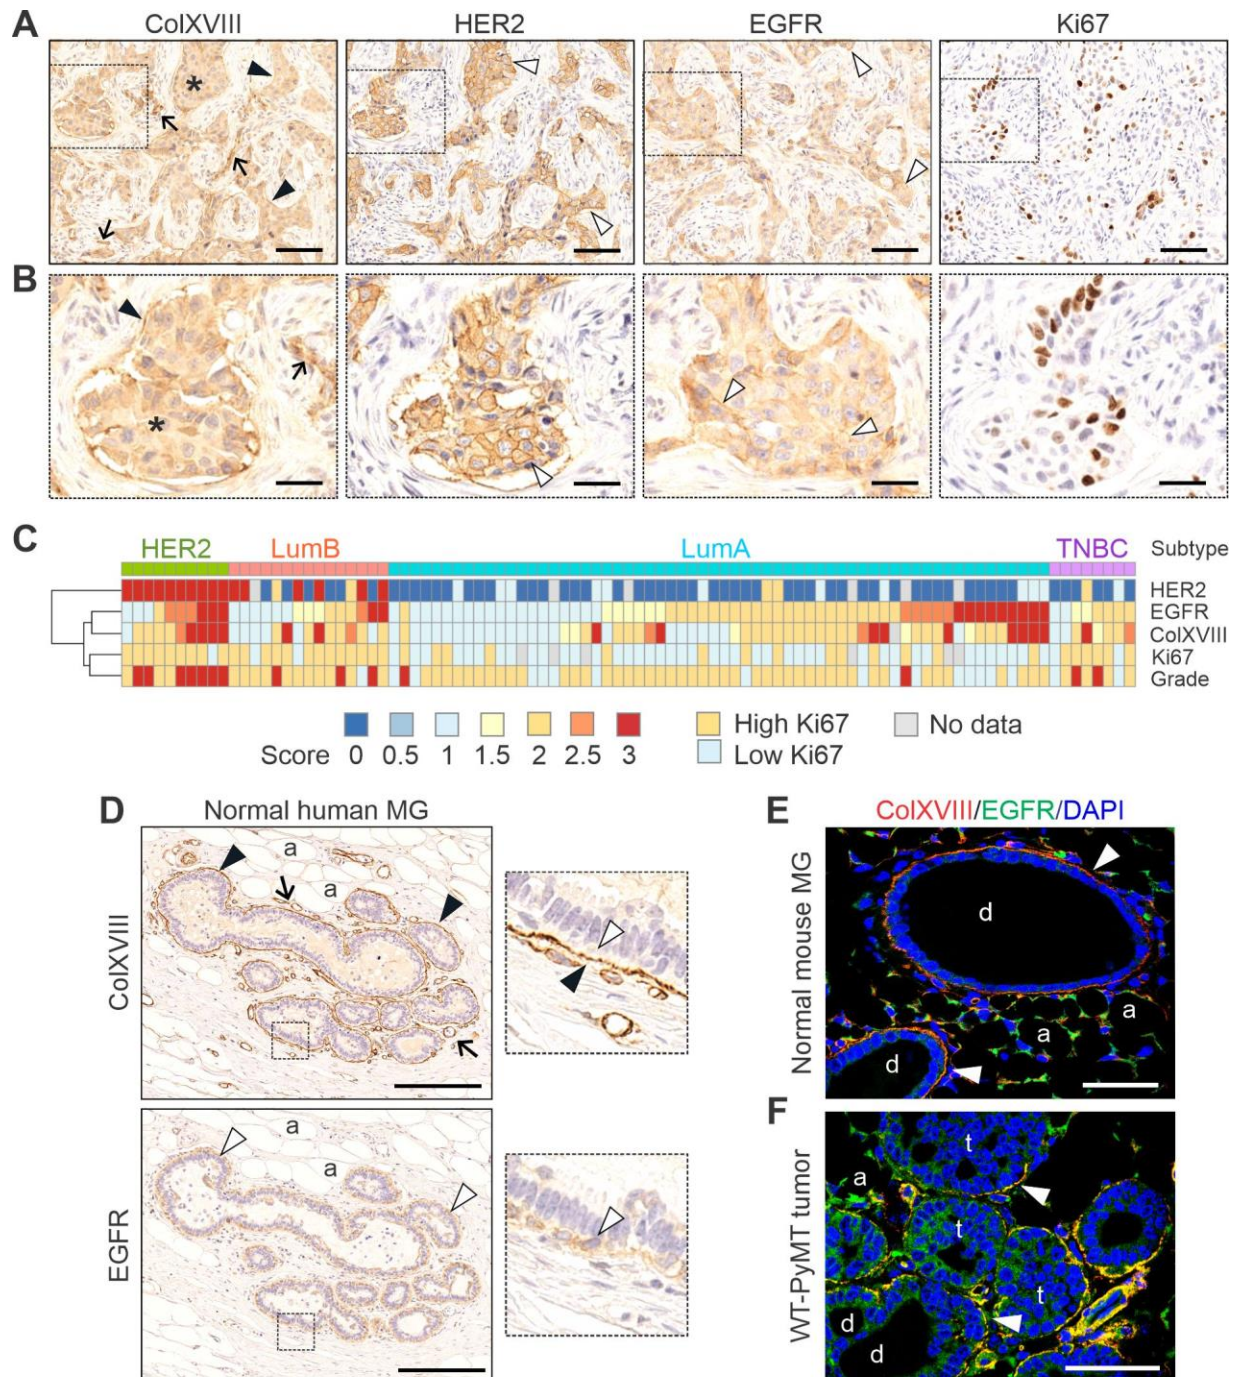 A
ColXVIII HER2 EGFR Ki67
*
B
*
C
HER2 LumB LumA TNBC Subtype
HER2
EGFR
ColXVIII
Ki67
Grade
High Ki67 No data
Low Ki67
Score 0 0.5 1 1.5 2 2.5 3
D Normal human MG
ColXVIII
a
a
EGFR
a
a
E ColXVIII/EGFR/DAPI
Normal mouse MG
d
a
a
d
F
WT-PyMT tumor
t
a
t
t
d
d